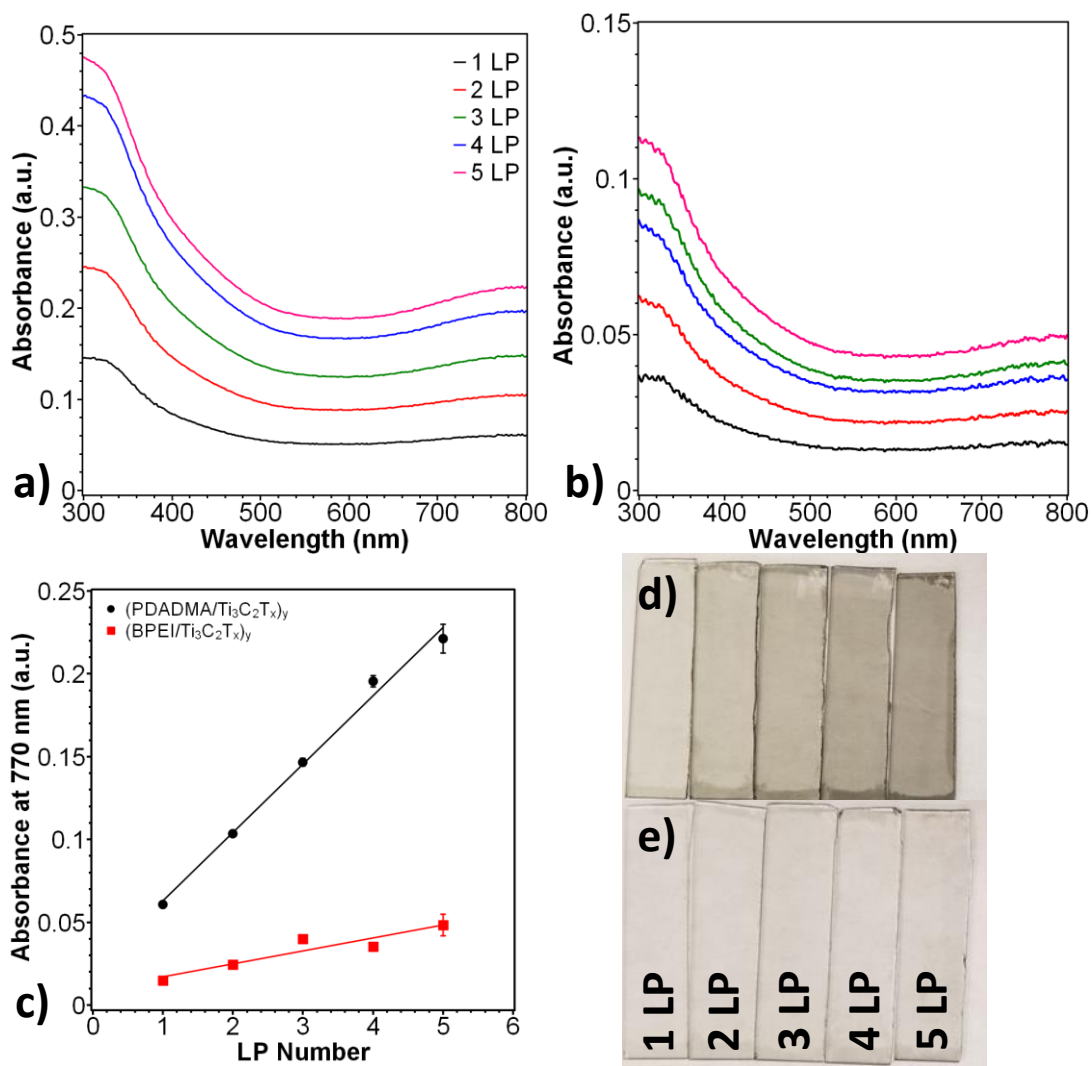 0.5
0.4
0.3
0.2
0.1
0
Absorbance (a.u.)
1 LP
2 LP
3 LP
4 LP
5 LP
300 400 500 600 700 800
Wavelength (nm)
a)
0.15
0.1
0.05
0
Absorbance (a.u.)
300 400 500 600 700 800
Wavelength (nm)
b)
0.25
0.2
0.15
0.1
0.05
0
Absorbance at 770 nm (a.u.)
(PDADMA/Ti₃C₂Tₓ)ᵧ
(BPEI/Ti₃C₂Tₓ)ᵧ
0 1 2 3 4 5 6
LP Number
c)
d)
e)
1 LP
2 LP
3 LP
4 LP
5 LP